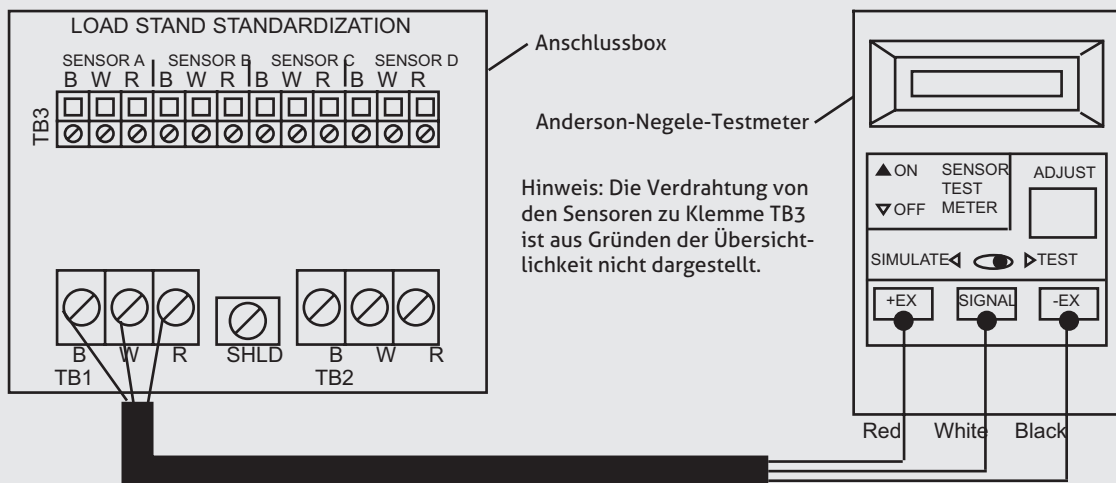 LOAD STAND STANDARDIZATION
SENSOR A SENSOR B SENSOR C SENSOR D
B W R B W R B W R B W R
TB3
B W R SHLD B W R
TB1 TB2
Anschlussbox
Anderson-Negele-Testmeter
Hinweis: Die Verdrahtung von
den Sensoren zu Klemme TB3
ist aus Gründen der Übersicht-
lichkeit nicht dargestellt.
ON SENSOR ADJUST
TEST
OFF METER
SIMULATE TEST
+EX SIGNAL -EX
Red White Black